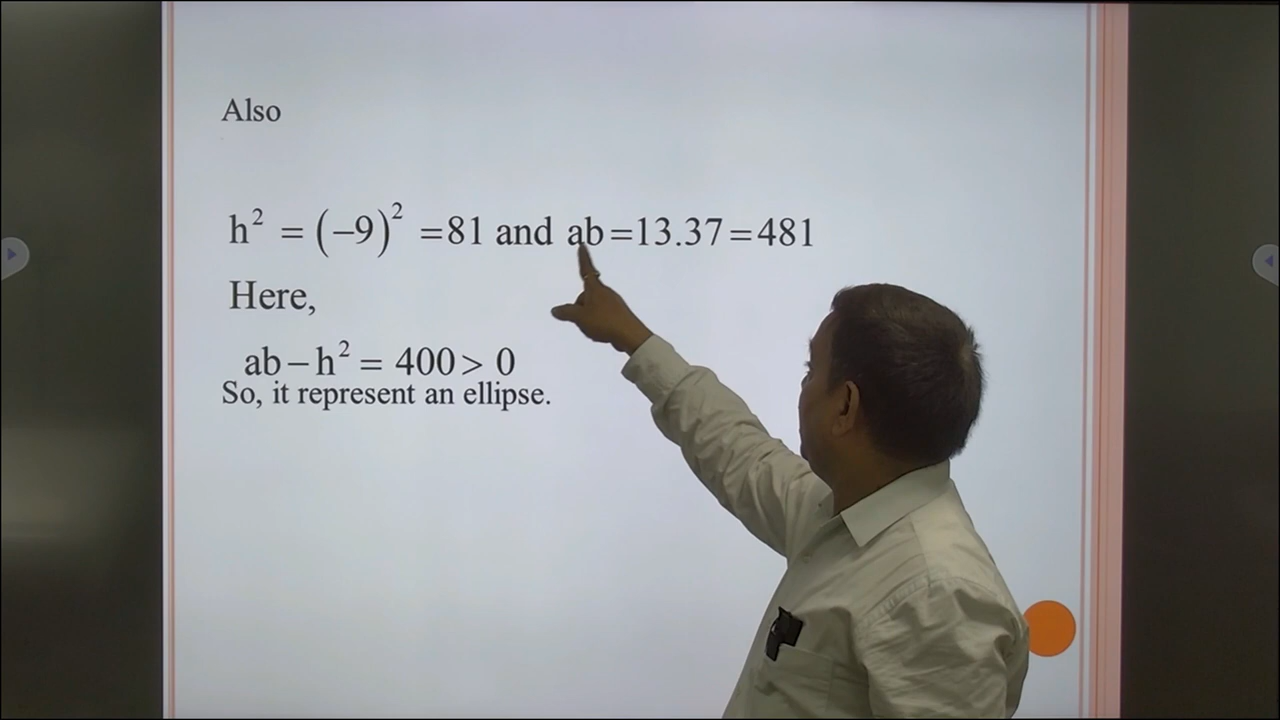 Also
h² = (−9)² =81 and ab=13.37=481
Here,
ab−h² = 400>0
So, it represent an ellipse.